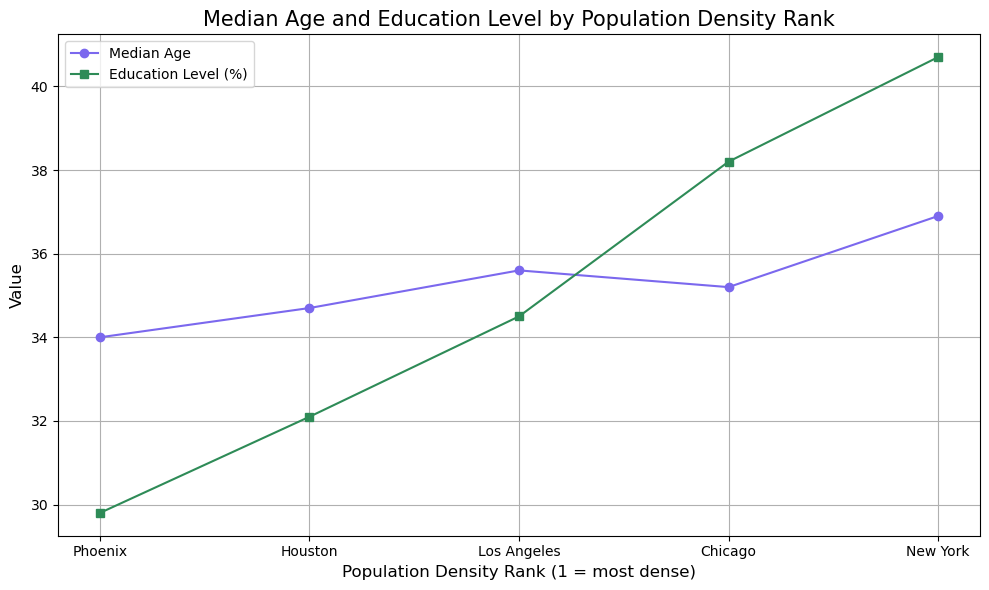 Median Age and Education Level by Population Density Rank
Median Age
Education Level (%)
Value
40
38
36
34
32
30
Phoenix Houston Los Angeles Chicago New York
Population Density Rank (1 = most dense)